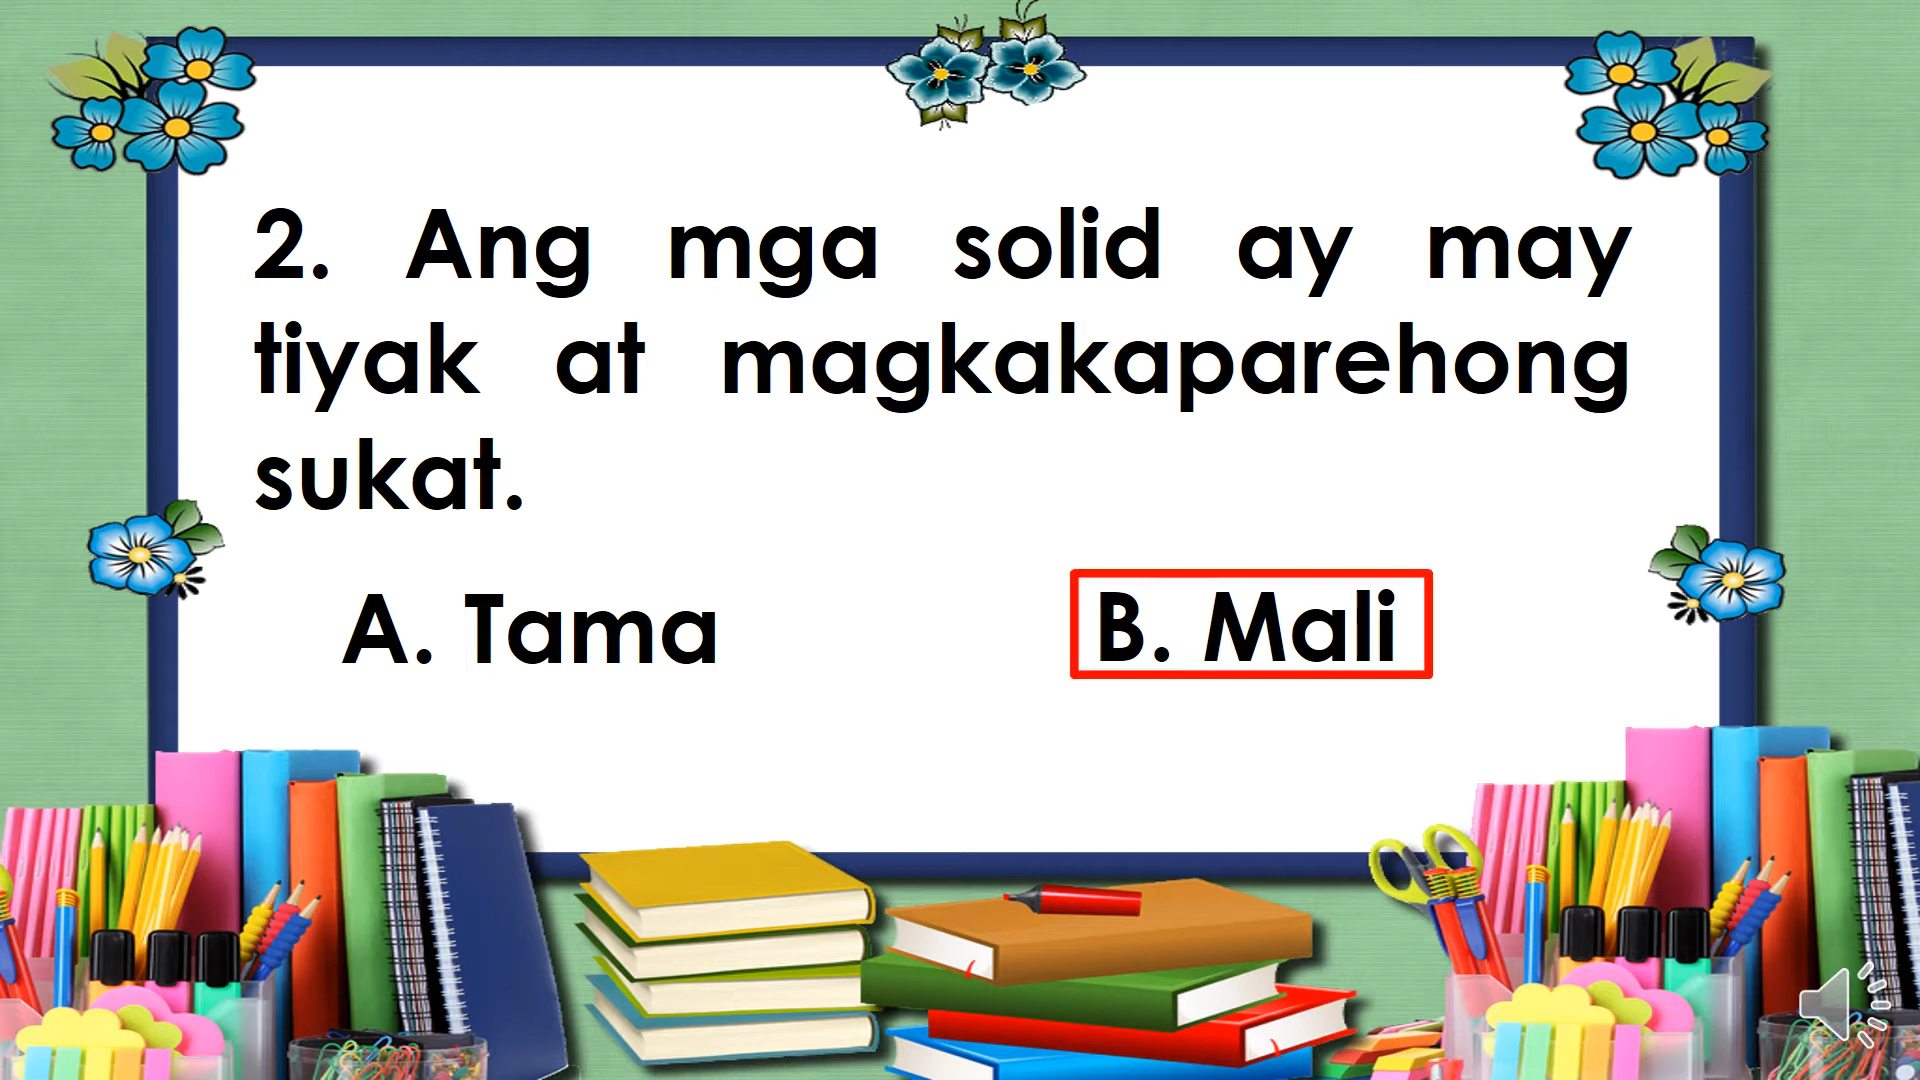 2. Ang mga solid ay may
tiyak at magkakaparehong
sukat.
A. Tama B. Mali